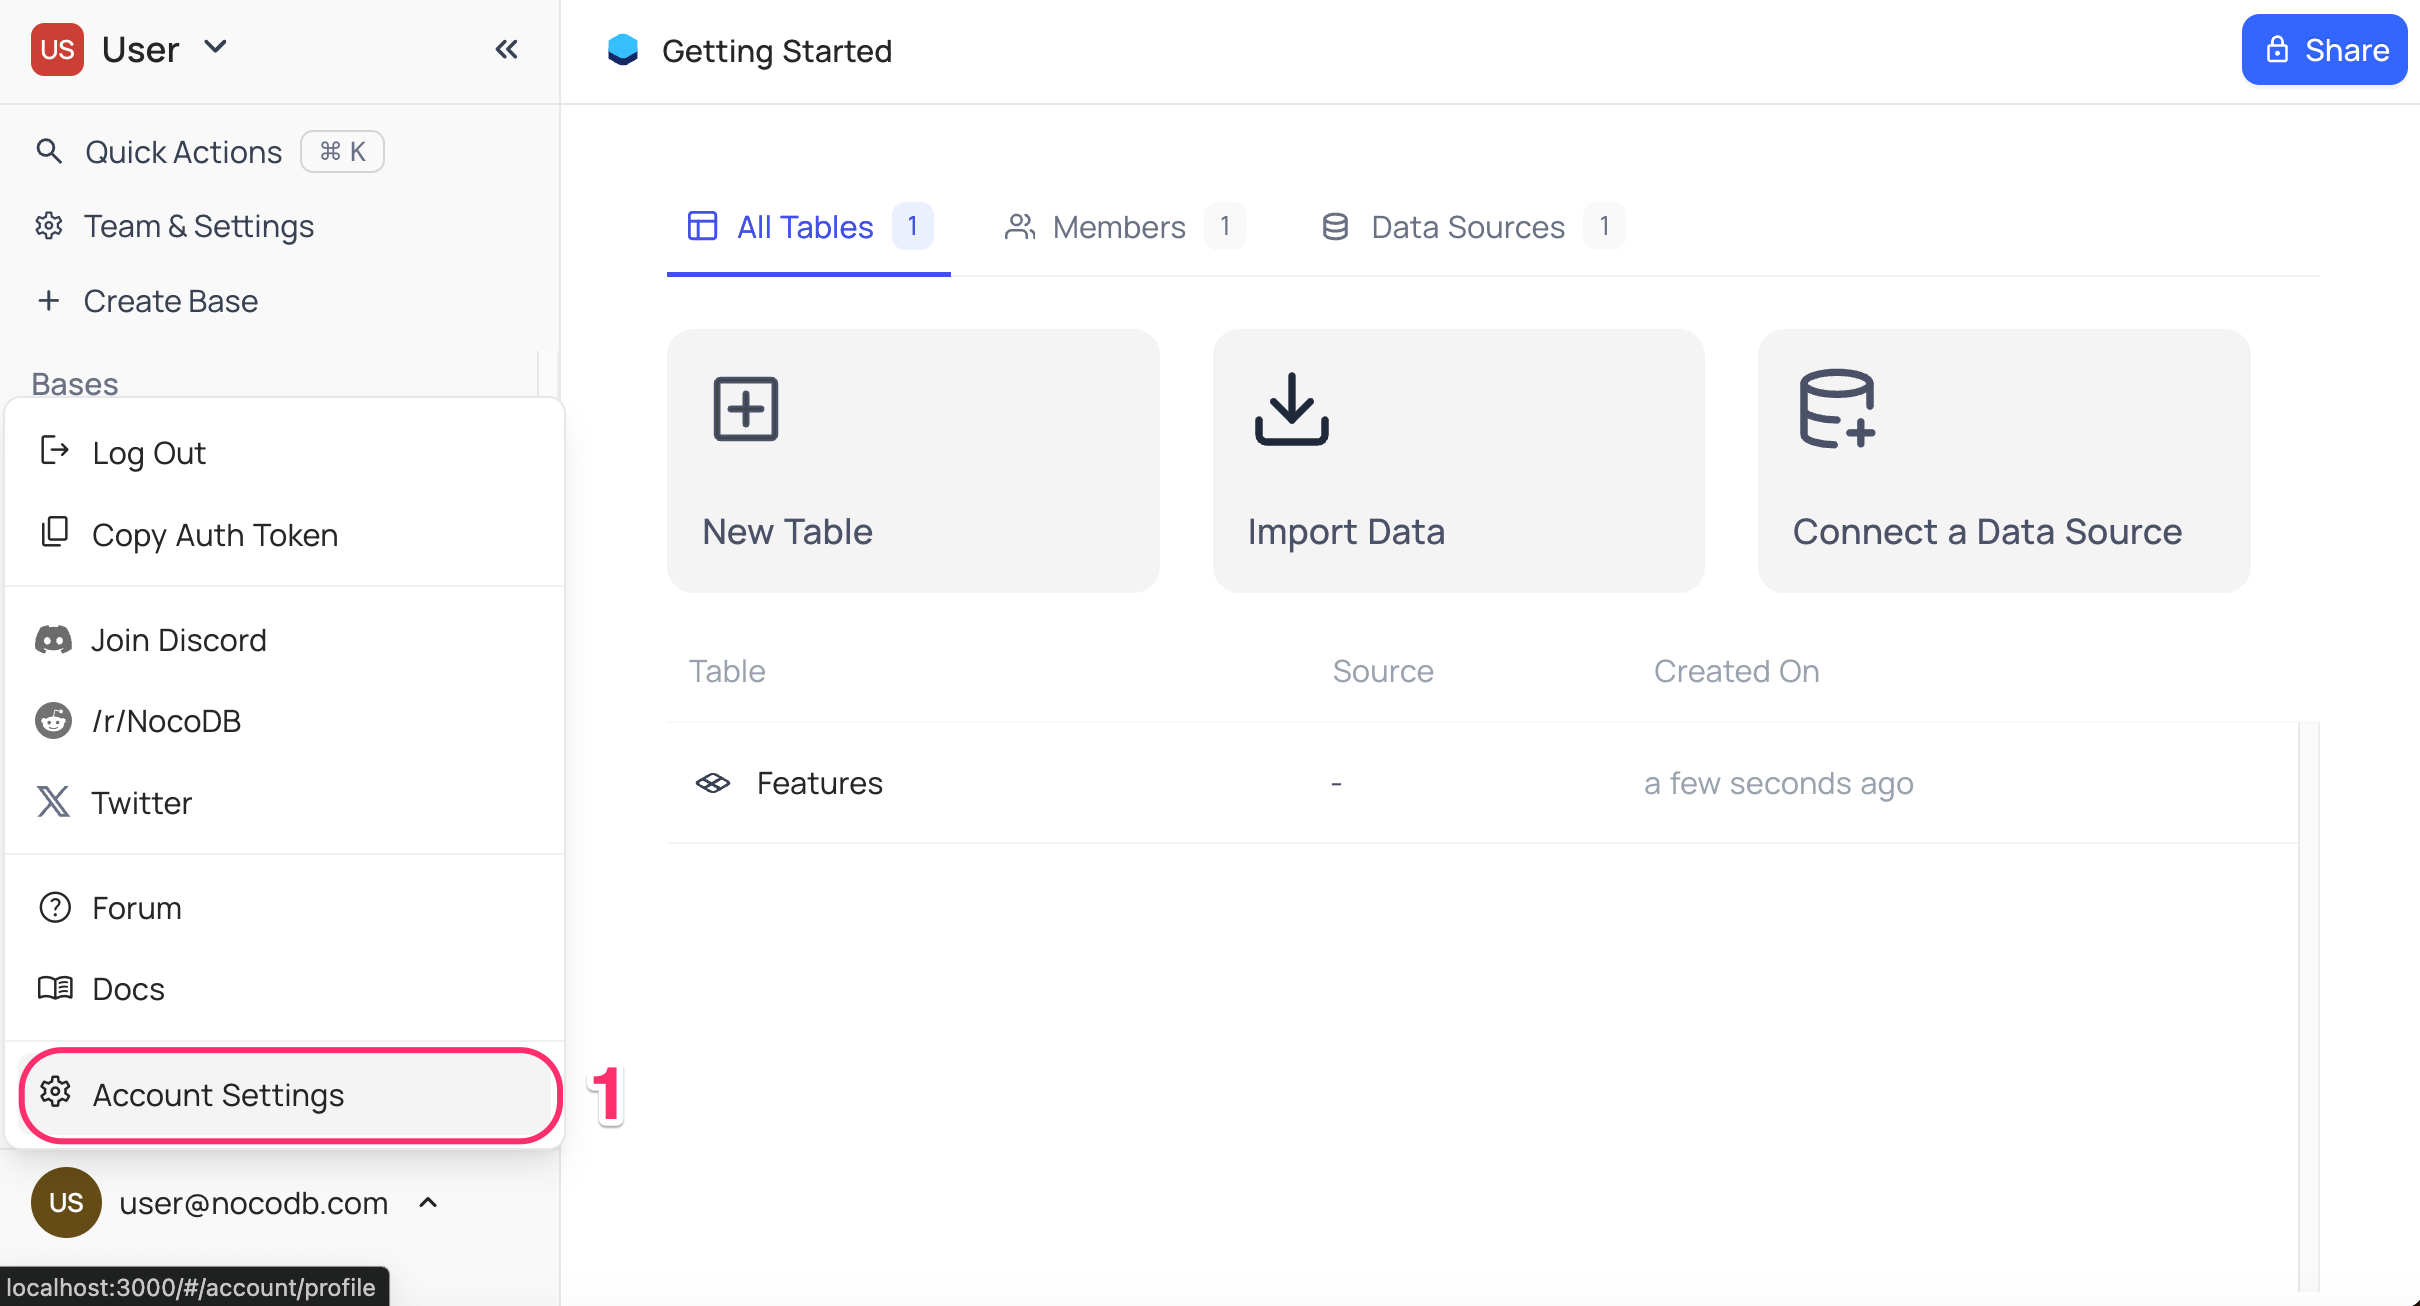 US User
Quick Actions ⌘ K
Team & Settings
Create Base
Bases
Log Out
Copy Auth Token
Join Discord
/r/NocoDB
Twitter
Forum
Docs
Account Settings
1
US user@nocodb.com
localhost:3000/#/account/profile
Getting Started
Share
All Tables 1
Members 1
Data Sources 1
New Table
Import Data
Connect a Data Source
Table Source Created On
Features - a few seconds ago